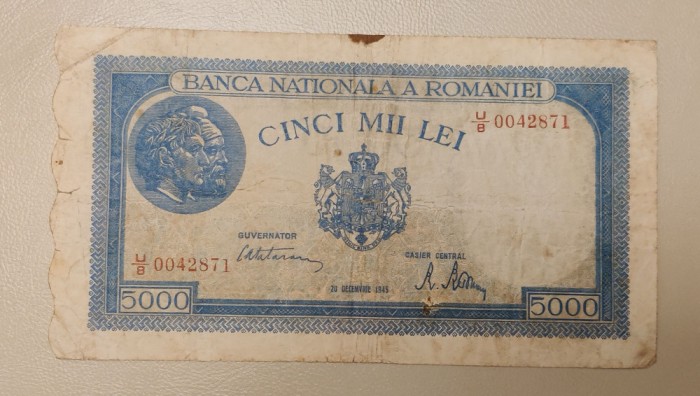 BANCA NATIONALA A ROMANIEI
CINCI MII LEI
U/8 0042871
GUVERNATOR
CASIER CENTRAL
U/8 0042871
20 DECEMVRIE 1945
5000
5000